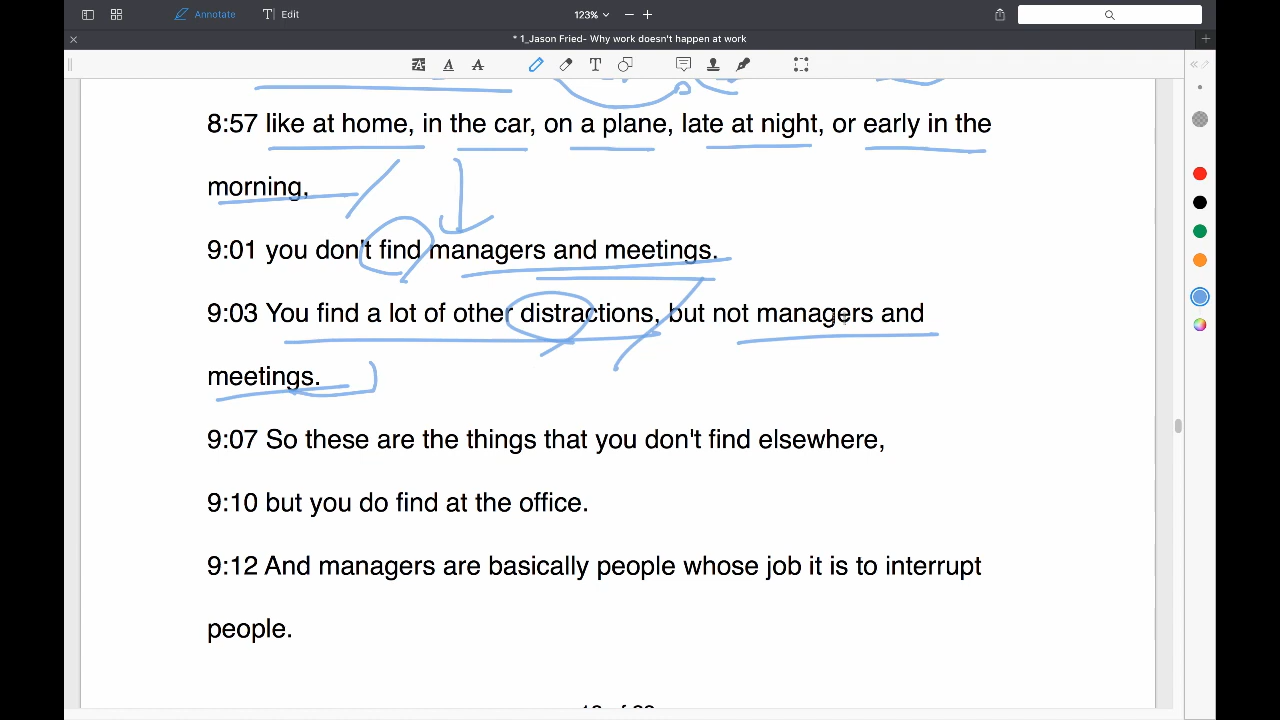 Annotate
Edit
123%
* 1_Jason Fried- Why work doesn't happen at work
8:57 like at home, in the car, on a plane, late at night, or early in the
morning,
9:01 you don't find managers and meetings.
9:03 You find a lot of other distractions, but not managers and
meetings.
9:07 So these are the things that you don't find elsewhere,
9:10 but you do find at the office.
9:12 And managers are basically people whose job it is to interrupt
people.